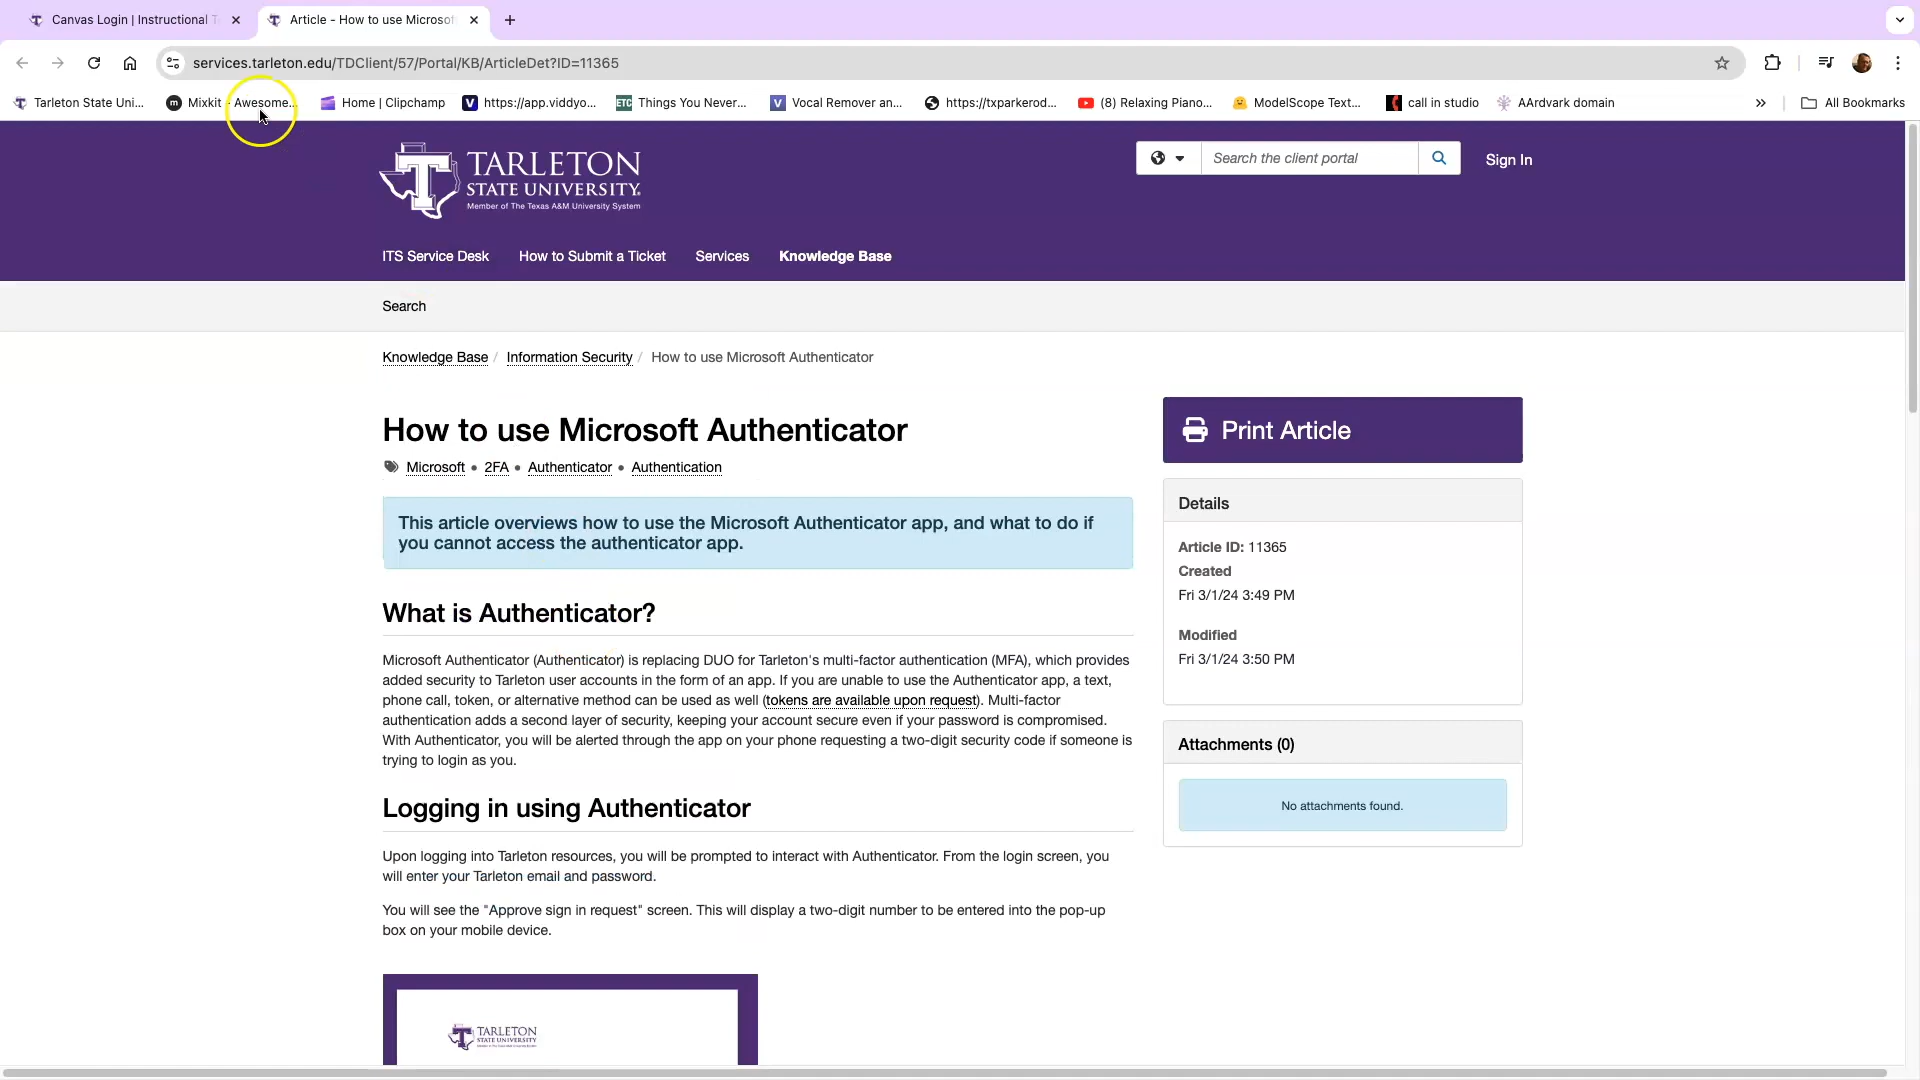 Canvas Login | Instructional T
Article - How to use Microsof
services.tarleton.edu/TDClient/57/Portal/KB/ArticleDet?ID=11365
Tarleton State Uni...
Mixkit - Awesome...
Home | Clipchamp
https://app.viddyo...
ETC Things You Never...
Vocal Remover an...
https://txparkerod...
(8) Relaxing Piano...
ModelScope Text...
call in studio
AArdvark domain
All Bookmarks
TARLETON
STATE UNIVERSITY
Member of The Texas A&M University System
Search the client portal
Sign In
ITS Service Desk
How to Submit a Ticket
Services
Knowledge Base
Search
Knowledge Base / Information Security / How to use Microsoft Authenticator
How to use Microsoft Authenticator
Microsoft • 2FA • Authenticator • Authentication
This article overviews how to use the Microsoft Authenticator app, and what to do if
you cannot access the authenticator app.
What is Authenticator?
Microsoft Authenticator (Authenticator) is replacing DUO for Tarleton's multi-factor authentication (MFA), which provides
added security to Tarleton user accounts in the form of an app. If you are unable to use the Authenticator app, a text,
phone call, token, or alternative method can be used as well (tokens are available upon request). Multi-factor
authentication adds a second layer of security, keeping your account secure even if your password is compromised.
With Authenticator, you will be alerted through the app on your phone requesting a two-digit security code if someone is
trying to login as you.
Logging in using Authenticator
Upon logging into Tarleton resources, you will be prompted to interact with Authenticator. From the login screen, you
will enter your Tarleton email and password.
You will see the "Approve sign in request" screen. This will display a two-digit number to be entered into the pop-up
box on your mobile device.
TARLETON
STATE UNIVERSITY
Print Article
Details
Article ID: 11365
Created
Fri 3/1/24 3:49 PM
Modified
Fri 3/1/24 3:50 PM
Attachments (0)
No attachments found.